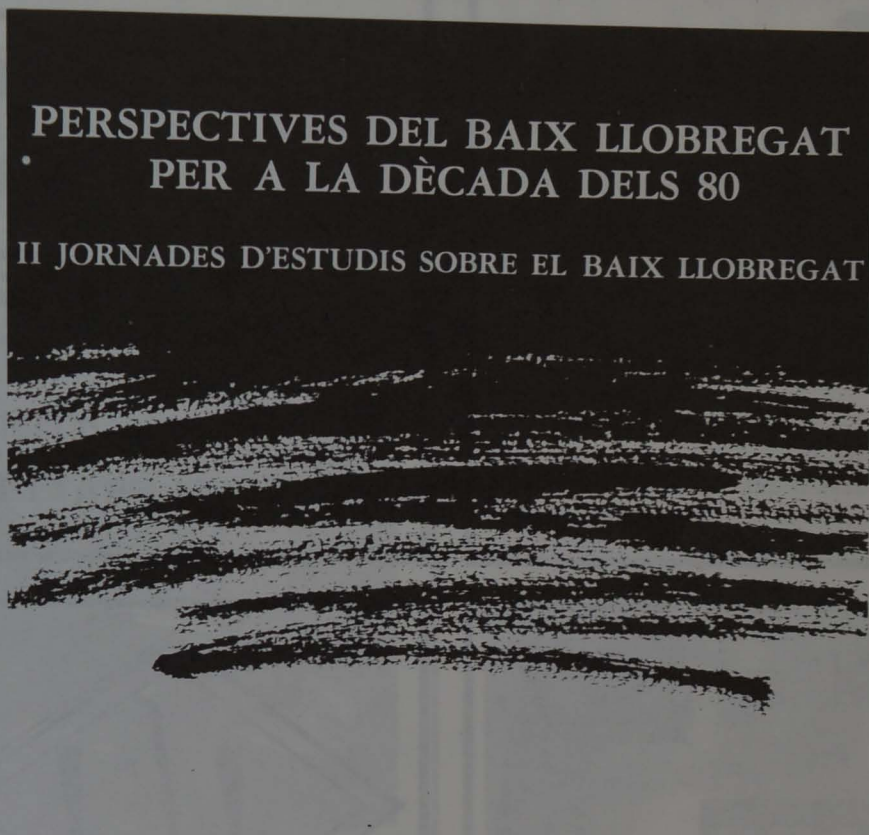 PERSPECTIVES DEL BAIX LLOBREGAT
PER A LA DÈCADA DELS 80
II JORNADES D'ESTUDIS SOBRE EL BAIX LLOBREGAT